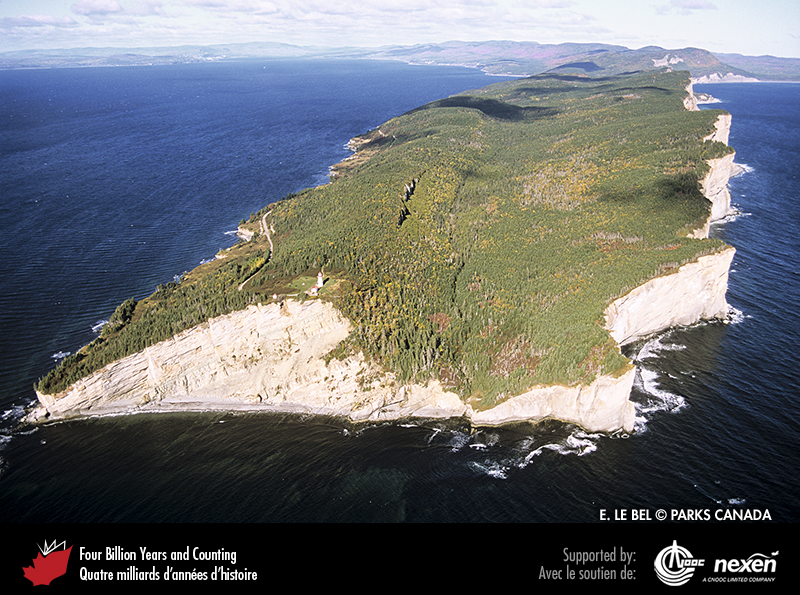 E. LE BEL © PARKS CANADA
Four Billion Years and Counting
Quatre milliards d'années d'histoire
Supported by:
Avec le soutien de:
CNOOC
nexen
A CNOOC LIMITED COMPANY